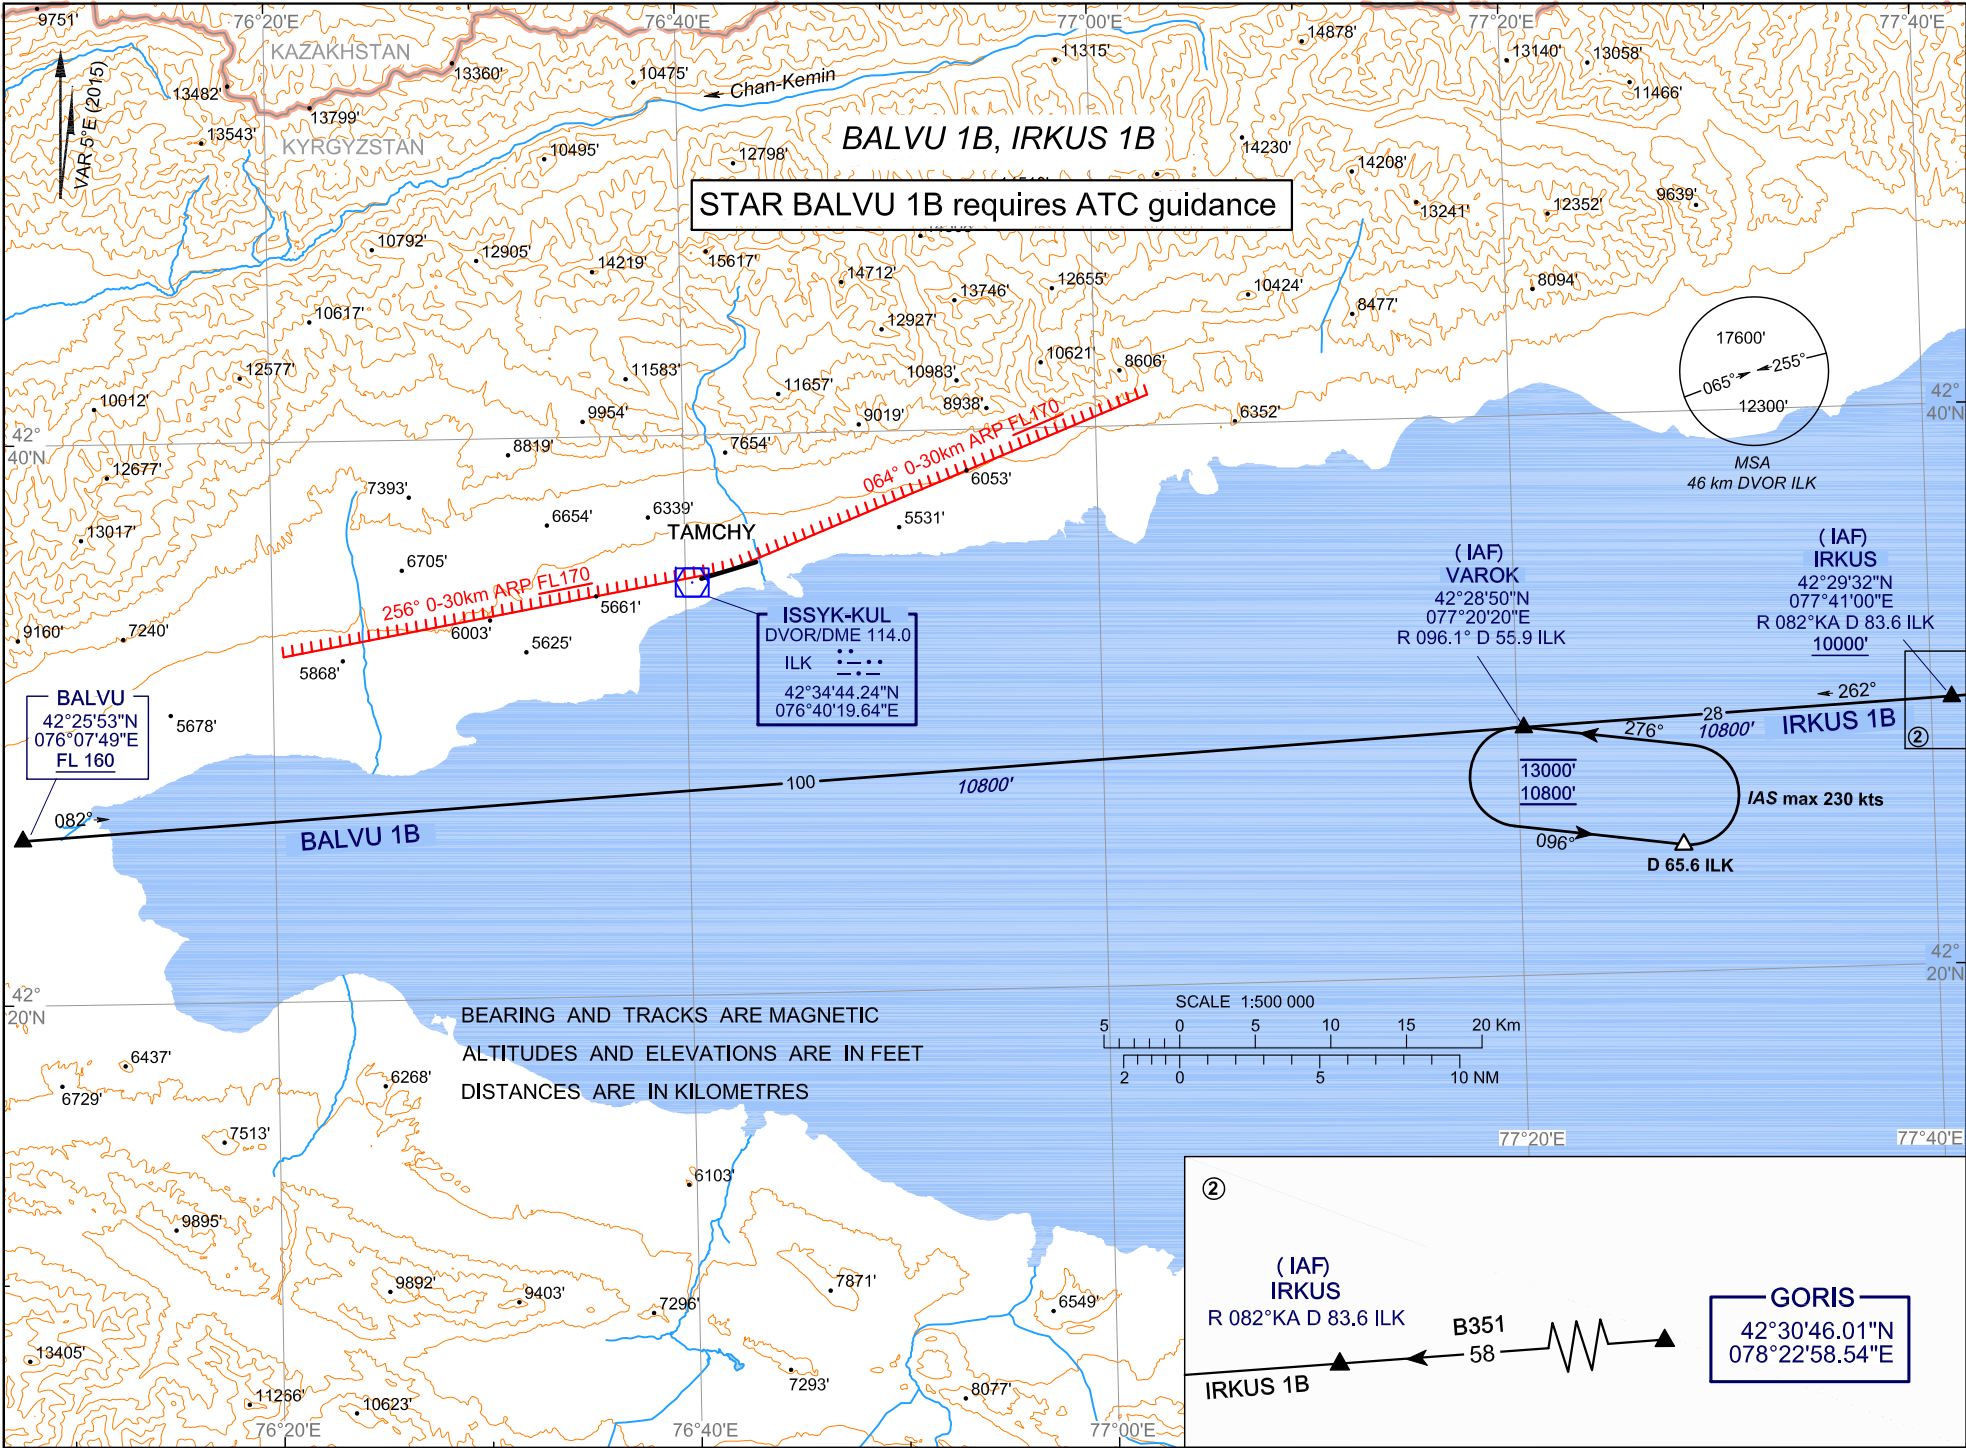 76°20'E
76°40'E
77°00'E
77°20'E
77°40'E
9751'
KAZAKHSTAN
14878'
13140'
13058'
11315'
13360'
10475'
Chan-Kemin
11466'
13482'
13799'
VAR 5°E (2015)
13543'
KYRGYZSTAN
BALVU 1B, IRKUS 1B
14230'
10495'
12798'
14208'
STAR BALVU 1B requires ATC guidance
13241'
12352'
9639'
10792'
12905'
14219'
15617'
14712'
13746'
12655'
10424'
8094'
8477'
10617'
12927'
17600'
065°
255°
12300'
MSA
46 km DVOR ILK
10621'
8606'
12577'
11583'
11657'
10983'
8938'
42°
40'N
10012'
9954'
9019'
6352'
064° 0-30km ARP FL170
42°
40'N
8819'
7654'
12677'
7393'
6053'
6654'
6339'
5531'
TAMCHY
13017'
6705'
256° 0-30km ARP FL170
5661'
6003'
5625'
5868'
9160'
7240'
5678'
ISSYK-KUL
DVOR/DME 114.0
ILK
42°34'44.24"N
076°40'19.64"E
( IAF)
VAROK
42°28'50"N
077°20'20"E
R 096.1° D 55.9 ILK
( IAF)
IRKUS
42°29'32"N
077°41'00"E
R 082°KA D 83.6 ILK
10000'
BALVU
42°25'53"N
076°07'49"E
FL 160
262°
28
10800'
IRKUS 1B
2
276°
13000'
10800'
IAS max 230 kts
096°
D 65.6 ILK
100
10800'
082°
BALVU 1B
42°
20'N
42°
20'N
BEARING AND TRACKS ARE MAGNETIC
ALTITUDES AND ELEVATIONS ARE IN FEET
DISTANCES ARE IN KILOMETRES
SCALE 1:500 000
5 0 5 10 15 20 Km
2 0 5 10 NM
6437'
6729'
6268'
7513'
6103'
77°20'E
77°40'E
9895'
9892'
9403'
7296'
7871'
6549'
13405'
11266'
10623'
7293'
8077'
76°20'E
76°40'E
77°00'E
2
( IAF)
IRKUS
R 082°KA D 83.6 ILK
B351
58
IRKUS 1B
GORIS
42°30'46.01"N
078°22'58.54"E